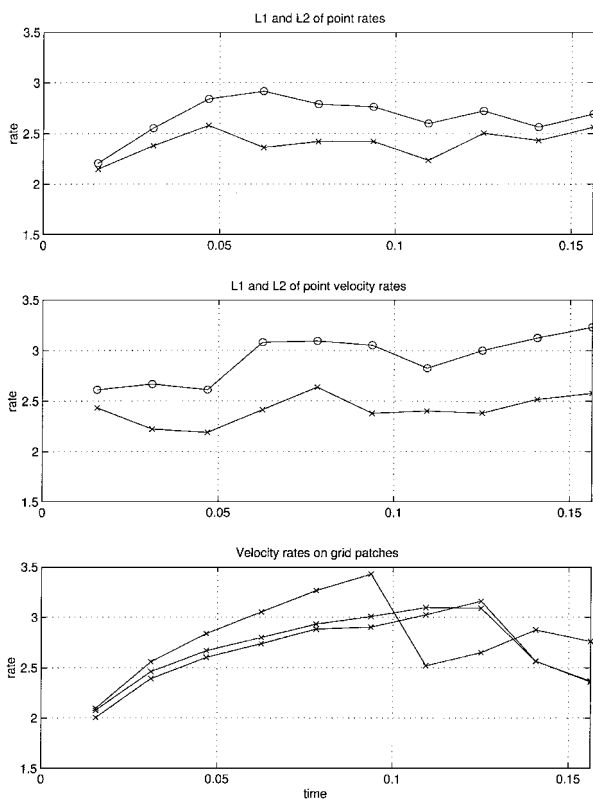 L1 and L2 of point rates
3.5
3
2.5
2
1.5
rate
0 0.05 0.1 0.15
L1 and L2 of point velocity rates
3.5
3
2.5
2
1.5
rate
0 0.05 0.1 0.15
Velocity rates on grid patches
3.5
3
2.5
2
1.5
rate
0 0.05 0.1 0.15
time